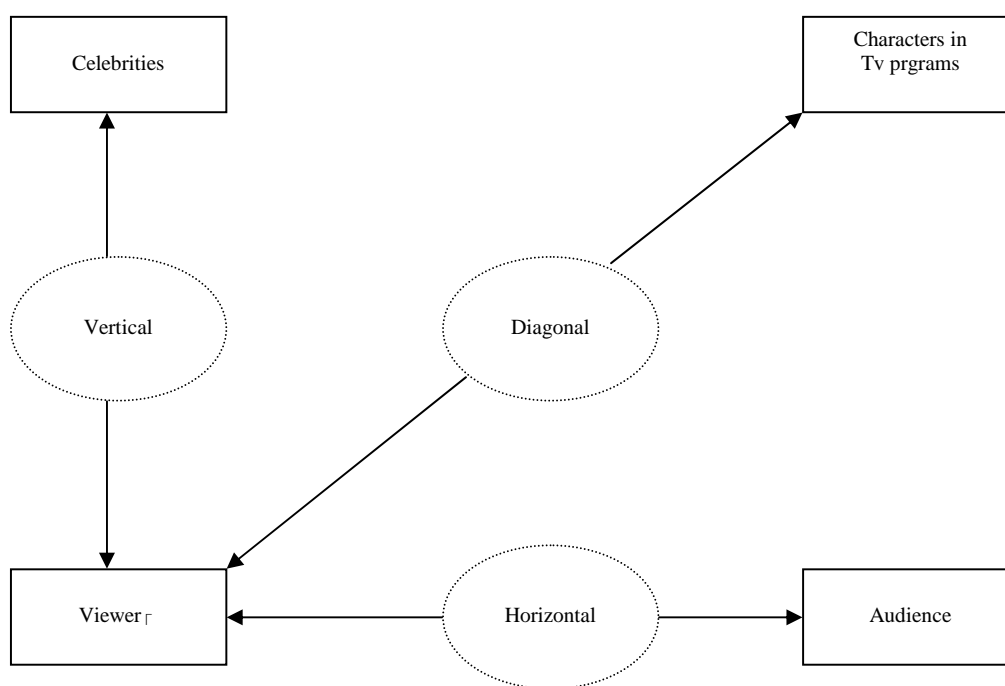 Celebrities
Characters in
Tv prgrams
Vertical
Diagonal
Viewer┌
Horizontal
Audience